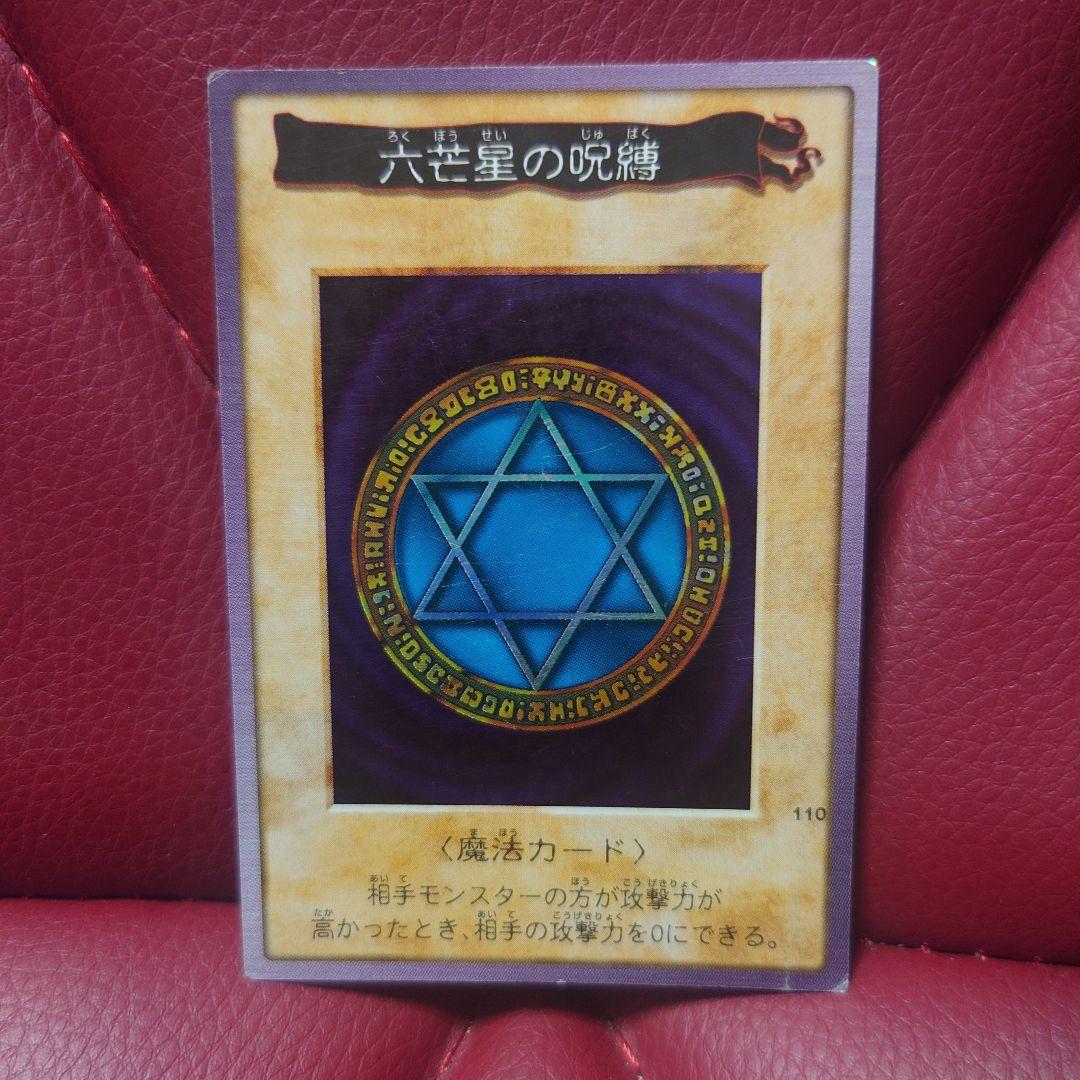 六芒星の呪縛
ろくぼうせい じゅばく
110
〈魔法カード〉
まほう
相手モンスターの方が攻撃力が
あいて ほう こうげきりょく
高かったとき、相手の攻撃力を0にできる。
たか あいて こうげきりょく